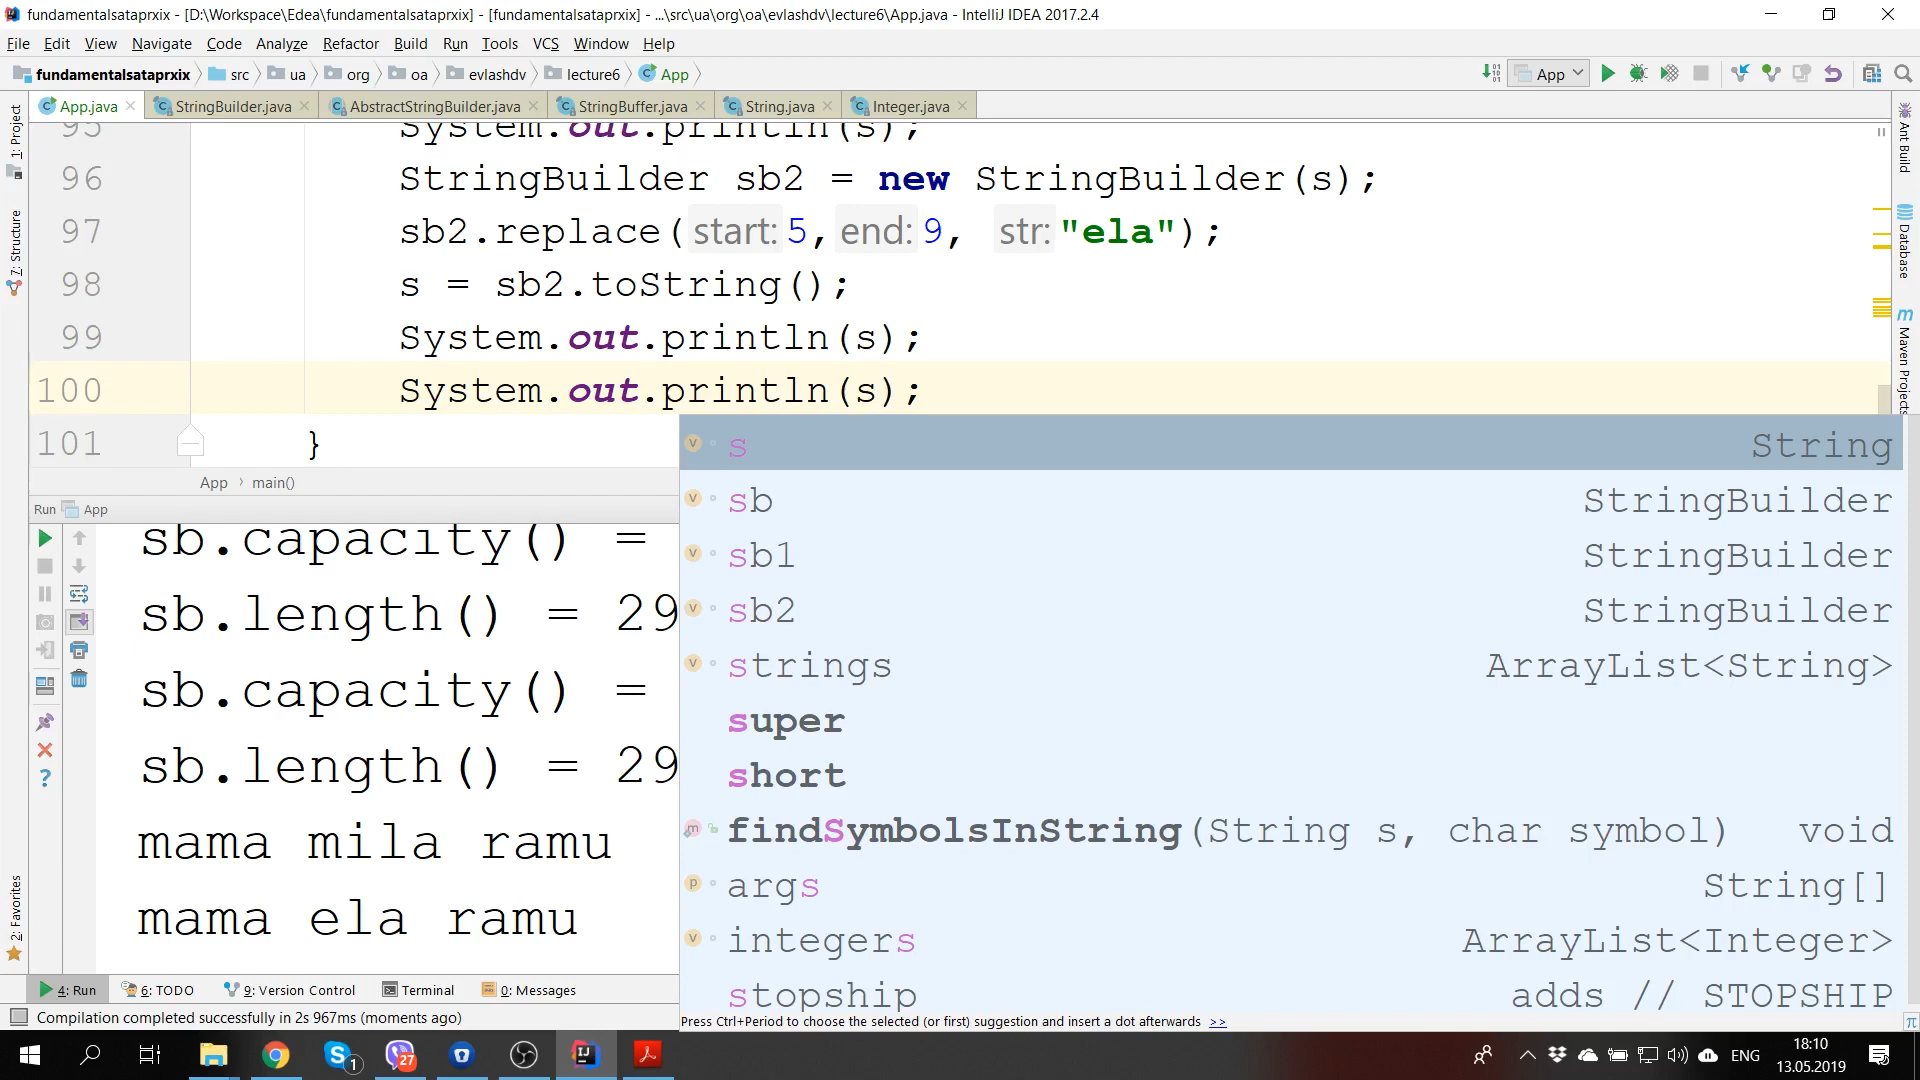 fundamentalsataprxix - [D:\Workspace\Edea\fundamentalsataprxix] - [fundamentalsataprxix] - ...\src\ua\org\oa\evlashdv\lecture6\App.java - IntelliJ IDEA 2017.2.4
File Edit View Navigate Code Analyze Refactor Build Run Tools VCS Window Help
fundamentalsataprxix src ua org oa evlashdv lecture6 App App
App.java StringBuilder.java AbstractStringBuilder.java StringBuffer.java String.java Integer.java
1: Project
7: Structure
2: Favorites
95 System.out.println(s);
96 StringBuilder sb2 = new StringBuilder(s);
97 sb2.replace( start: 5, end: 9, str: "ela");
98 s = sb2.toString();
99 System.out.println(s);
100 System.out.println(s);
101 }
App › main()
Ant Build
Database
Maven Projects
s String
sb StringBuilder
sb1 StringBuilder
sb2 StringBuilder
strings ArrayList<String>
super
short
findSymbolsInString(String s, char symbol) void
args String[]
integers ArrayList<Integer>
stopship adds // STOPSHIP
Press Ctrl+Period to choose the selected (or first) suggestion and insert a dot afterwards >>
Run App
sb.capacity() =
sb.length() = 29
sb.capacity() =
sb.length() = 29
mama mila ramu
mama ela ramu
4: Run 6: TODO 9: Version Control Terminal 0: Messages
Compilation completed successfully in 2s 967ms (moments ago)
1 27 ENG 18:10
13.05.2019